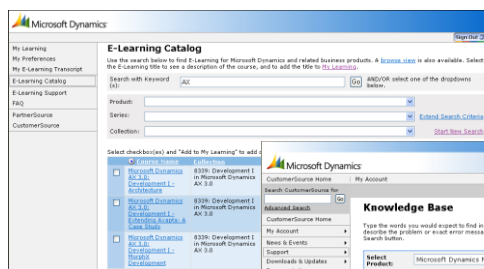 Microsoft Dynamics
Sign Out
My Learning
My Preferences
My E-Learning Transcript
E-Learning Catalog
E-Learning Support
FAQ
PartnerSource
CustomerSource
E-Learning Catalog
Use the search below to find E-Learning for Microsoft Dynamics and related business products. A browse view is also available. Select
the E-Learning title to see a description of the course, and to add the title to My Learning.
Search with Keyword
(s):
AX
Go
AND/OR select
one of the dropdowns
below.
Product:
Series:
Extend Search Criteria
Collection:
Start New Search
Select checkbox(es) and "Add to My Learning" to add
Course Name
Collection
Microsoft Dynamics
AX 3.0:
Development I -
Architecture
8339: Development I
in Microsoft Dynamics
AX 3.0
Microsoft Dynamics
AX 3.0:
Development I -
Extending Axapta: A
Case Study
8339: Development I
in Microsoft Dynamics
AX 3.0
Microsoft Dynamics
AX 3.0:
Development I -
MorphX
Development
8339: Development I
in Microsoft Dynamics
AX 3.0
Microsoft Dynamics
CustomerSource Home
My Account
Search CustomerSource for
Go
Advanced Search
CustomerSource Home
My Account
News & Events
Support
Downloads & Updates
Knowledge Base
Type the words you would expect to find in
describe the problem or exact error messa
Search button.
Select
Product:
Microsoft Dynamics